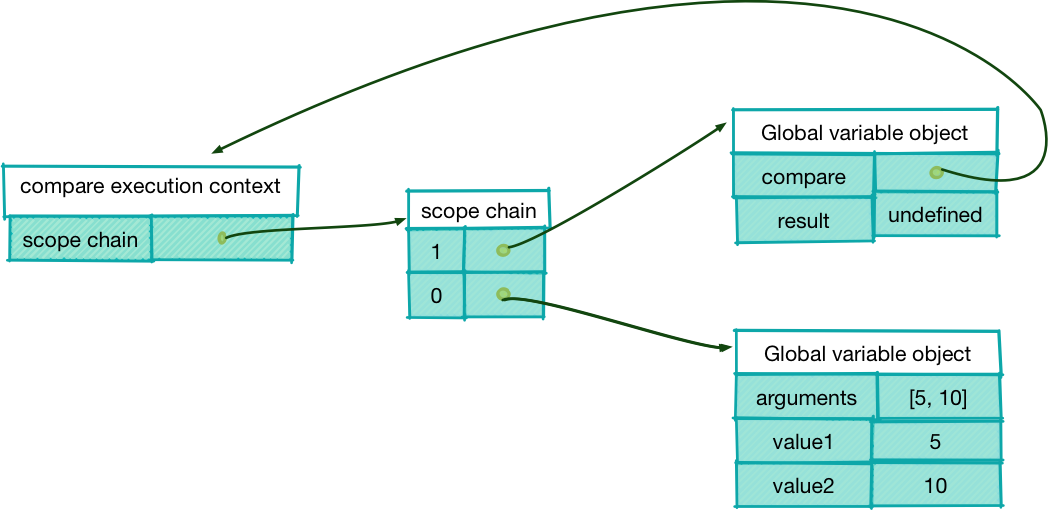 compare execution context
scope chain
scope chain
1
0
Global variable object
compare
result undefined
Global variable object
arguments [5, 10]
value1 5
value2 10